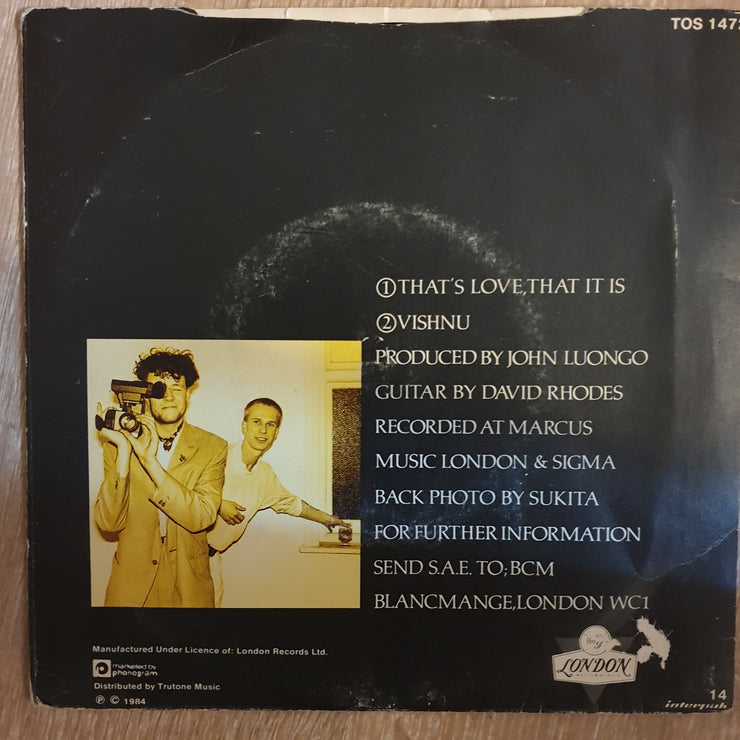 TOS 1472
①THAT'S LOVE,THAT IT IS
②VISHNU
PRODUCED BY JOHN LUONGO
GUITAR BY DAVID RHODES
RECORDED AT MARCUS
MUSIC LONDON & SIGMA
BACK PHOTO BY SUKITA
FOR FURTHER INFORMATION
SEND S.A.E. TO;BCM
BLANCMANGE,LONDON WC1
Manufactured Under Licence of: London Records Ltd.
marketed by
phonogram
Distributed by Trutone Music
℗ © 1984
LONDON
RECORDINGS
14
interpak